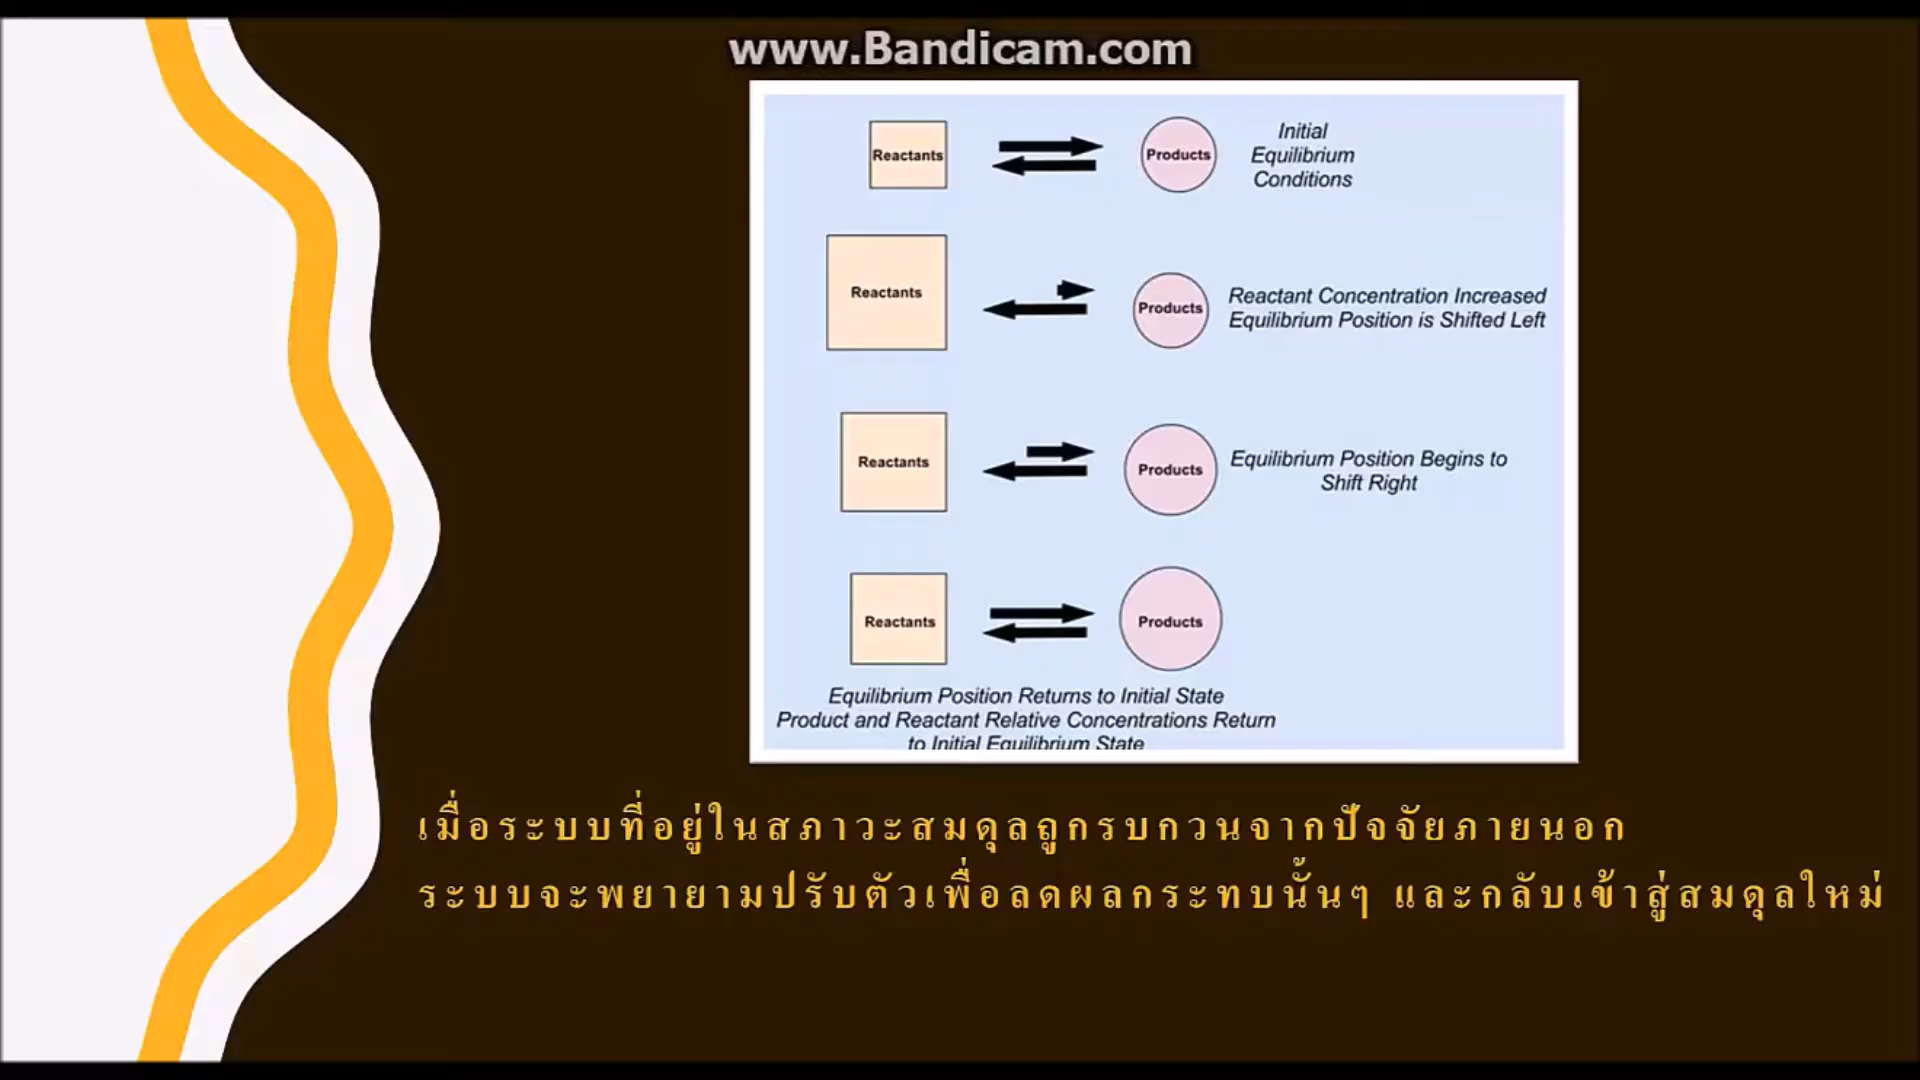 www.Bandicam.com
Reactants
Products
Initial
Equilibrium
Conditions
Reactants
Products
Reactant Concentration Increased
Equilibrium Position is Shifted Left
Reactants
Products
Equilibrium Position Begins to
Shift Right
Reactants
Products
Equilibrium Position Returns to Initial State
Product and Reactant Relative Concentrations Return
to Initial Equilibrium State
เมื่อระบบที่อยู่ในสภาวะสมดุลถูกรบกวนจากปัจจัยภายนอก
ระบบจะพยายามปรับตัวเพื่อลดผลกระทบนั้นๆ และกลับเข้าสู่สมดุลใหม่